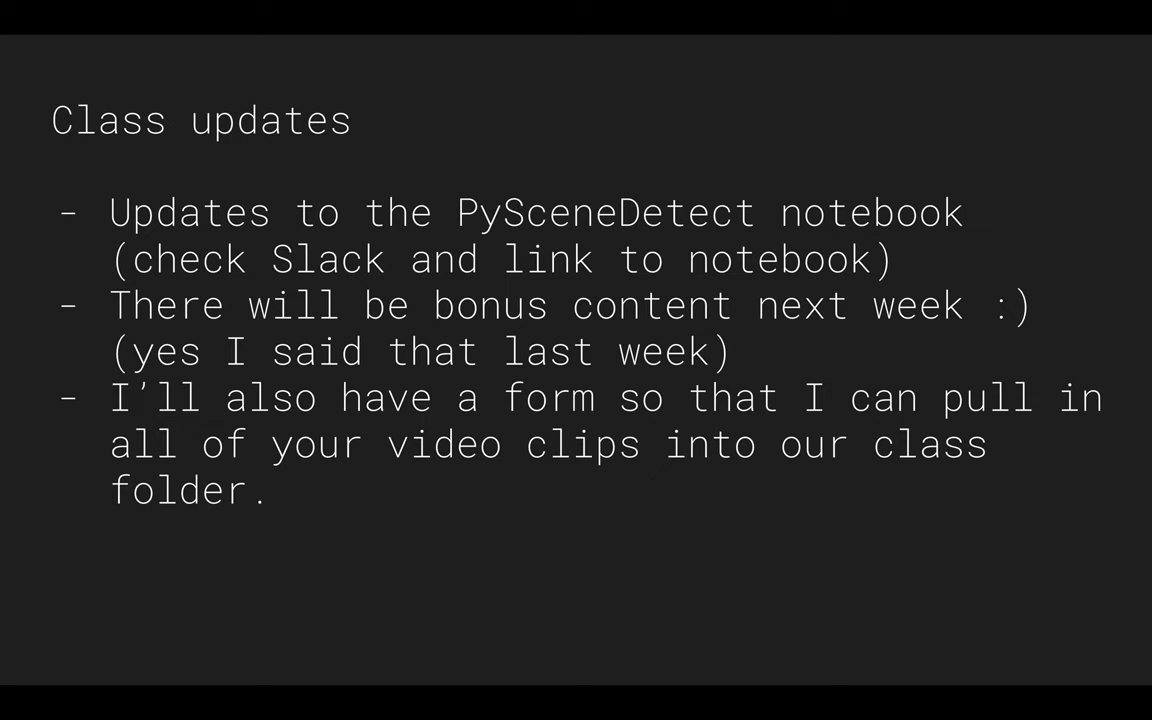 Class updates
- Updates to the PySceneDetect notebook
(check Slack and link to notebook)
- There will be bonus content next week :)
(yes I said that last week)
- I'll also have a form so that I can pull in
all of your video clips into our class
folder.